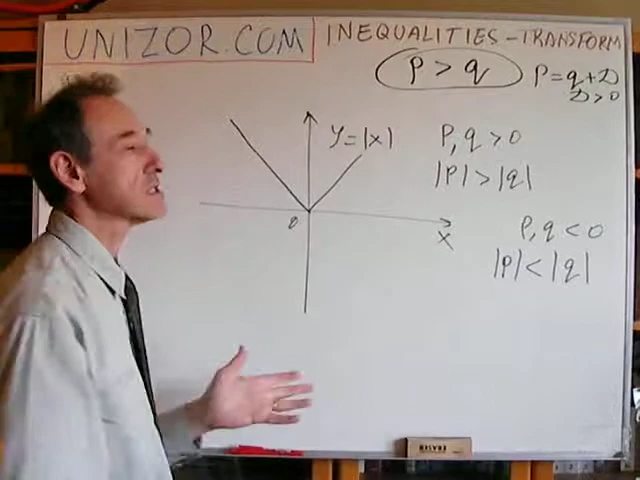 UNIZOR.COM
INEQUALITIES - TRANSFORM
P > q
P = q + D
D > 0
y = |x|
P, q > 0
|P| > |q|
0
x
P, q < 0
|P| < |q|